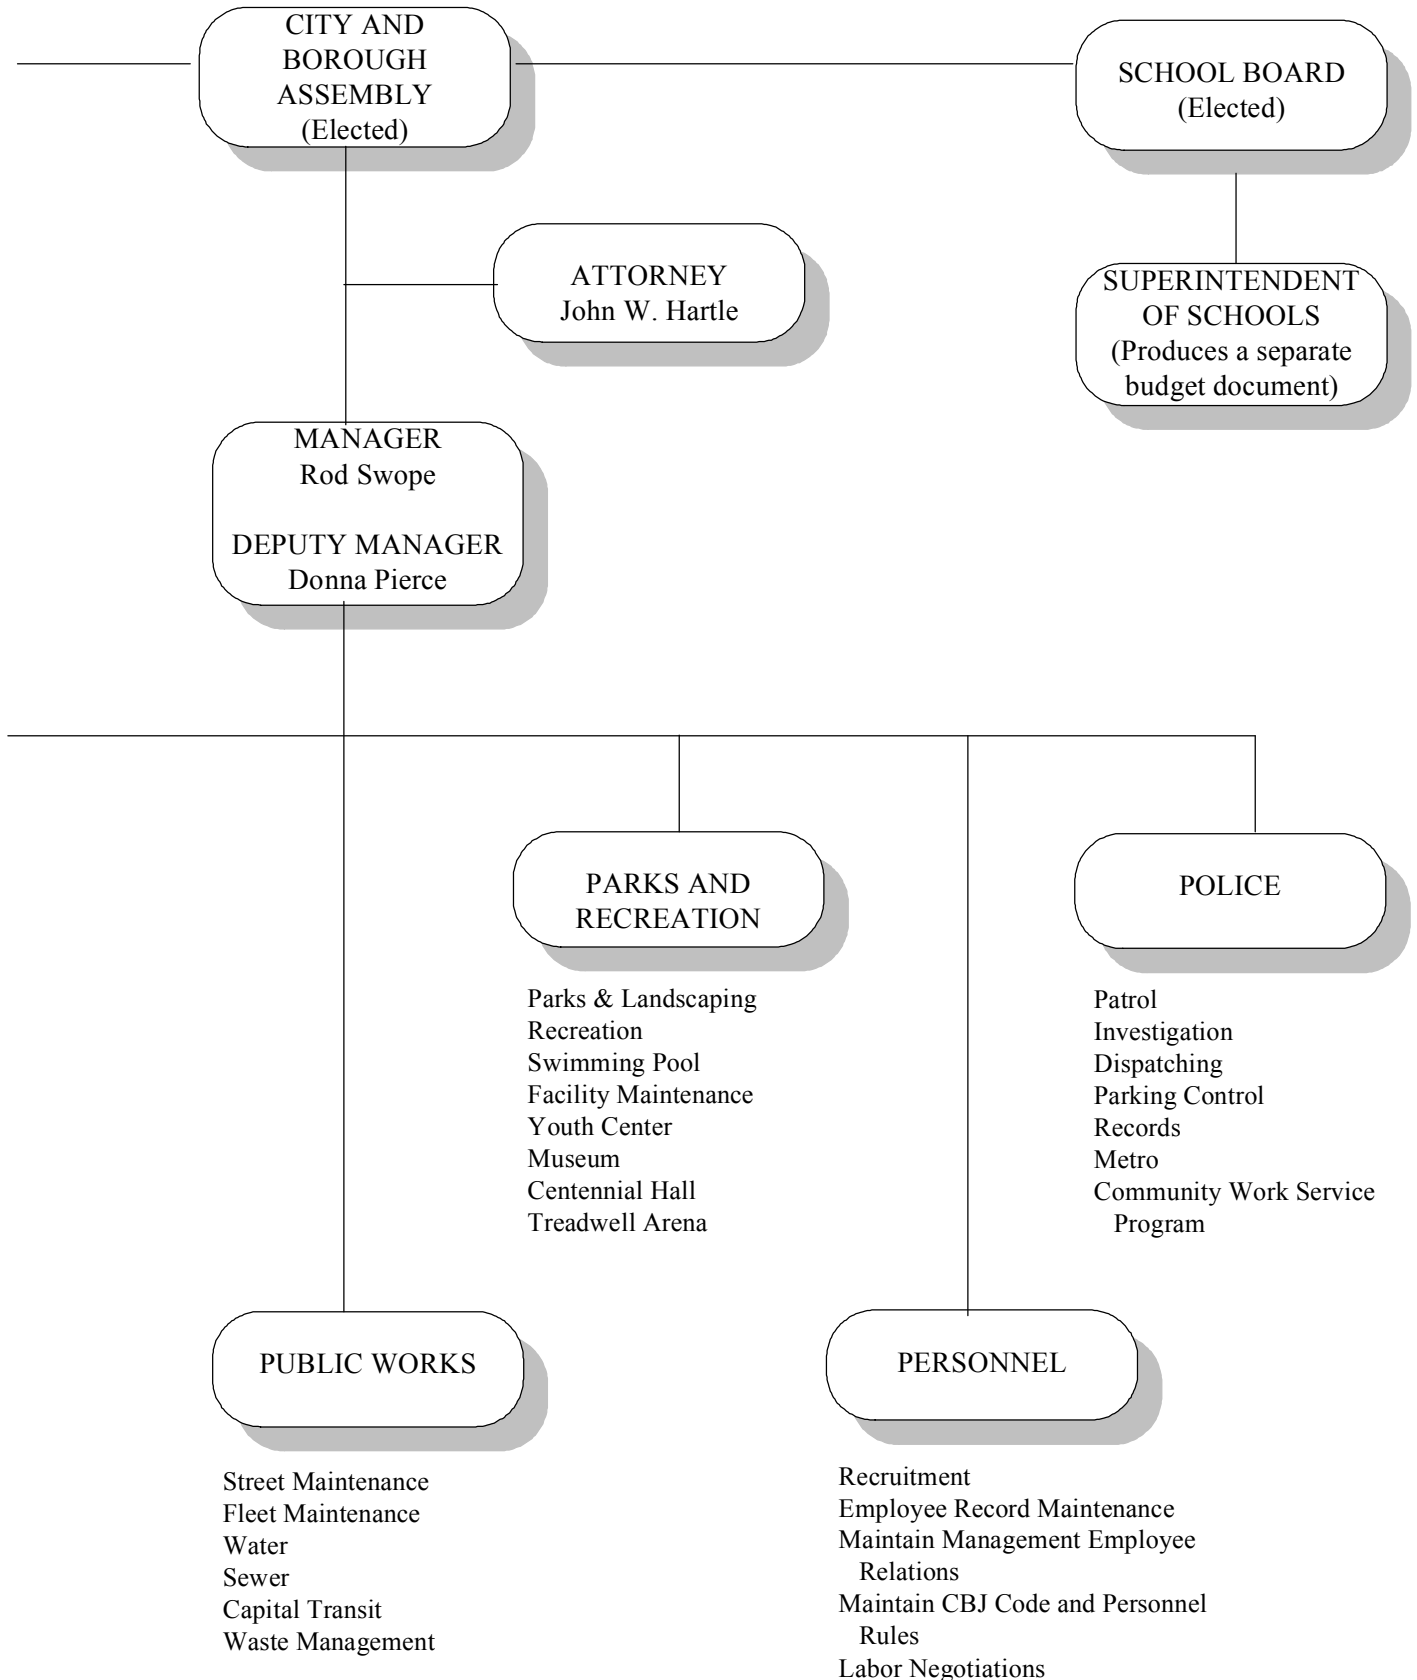 CITY AND
BOROUGH
ASSEMBLY
(Elected)
SCHOOL BOARD
(Elected)
ATTORNEY
John W. Hartle
SUPERINTENDENT
OF SCHOOLS
(Produces a separate
budget document)
MANAGER
Rod Swope
DEPUTY MANAGER
Donna Pierce
PARKS AND
RECREATION
Parks & Landscaping
Recreation
Swimming Pool
Facility Maintenance
Youth Center
Museum
Centennial Hall
Treadwell Arena
POLICE
Patrol
Investigation
Dispatching
Parking Control
Records
Metro
Community Work Service
Program
PUBLIC WORKS
Street Maintenance
Fleet Maintenance
Water
Sewer
Capital Transit
Waste Management
PERSONNEL
Recruitment
Employee Record Maintenance
Maintain Management Employee
Relations
Maintain CBJ Code and Personnel
Rules
Labor Negotiations